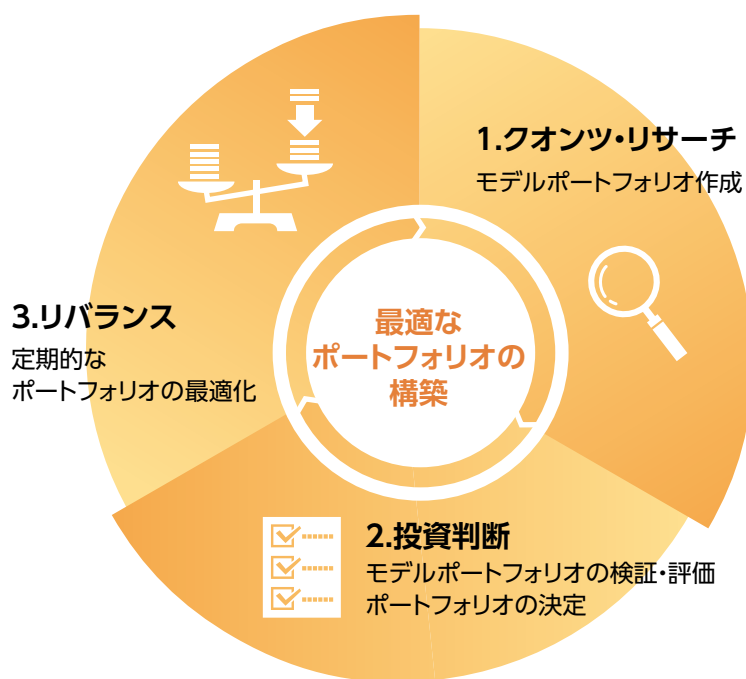 1.クオンツ・リサーチ
モデルポートフォリオ作成
最適な
ポートフォリオの
構築
2.投資判断
モデルポートフォリオの検証・評価
ポートフォリオの決定
3.リバランス
定期的な
ポートフォリオの最適化